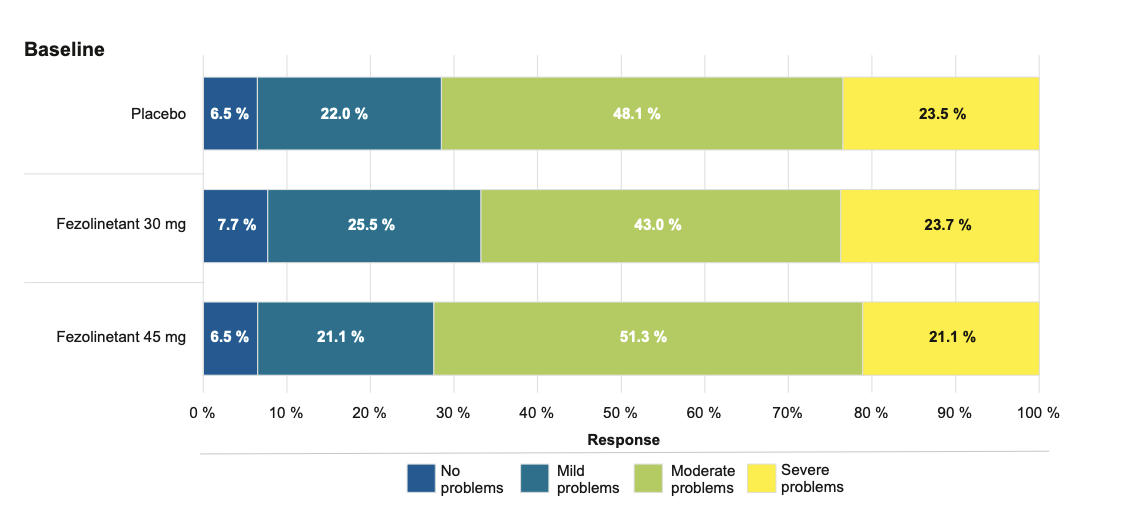 Baseline
Placebo
6.5 %
22.0 %
48.1 %
23.5 %
Fezolinetant 30 mg
7.7 %
25.5 %
43.0 %
23.7 %
Fezolinetant 45 mg
6.5 %
21.1 %
51.3 %
21.1 %
0 %
10 %
20 %
30 %
40 %
50 %
60 %
70%
80 %
90 %
100 %
Response
No
problems
Mild
problems
Moderate
problems
Severe
problems